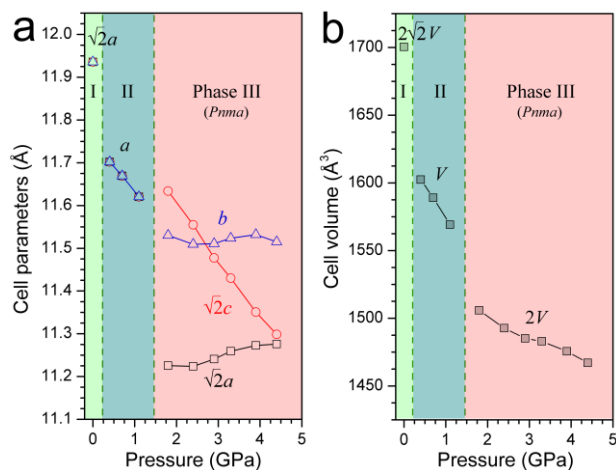 a
12.0
11.9
11.8
11.7
11.6
11.5
11.4
11.3
11.2
11.1
Cell parameters (Å)
√2a
I
II
Phase III
(Pnma)
a
b
√2c
√2a
0
1
2
3
4
5
Pressure (GPa)
b
1700
1650
1600
1550
1500
1450
Cell volume (Å³)
2√2V
I
II
Phase III
(Pnma)
V
2V
0
1
2
3
4
5
Pressure (GPa)